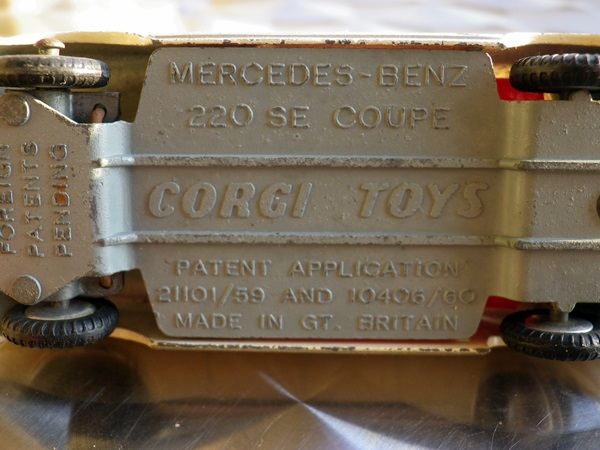 MERCEDES-BENZ
220 SE COUPE
CORGI TOYS
PATENT APPLICATION
21101/59 AND 10406/60
MADE IN GT. BRITAIN
FOREIGN
PATENTS
PENDING